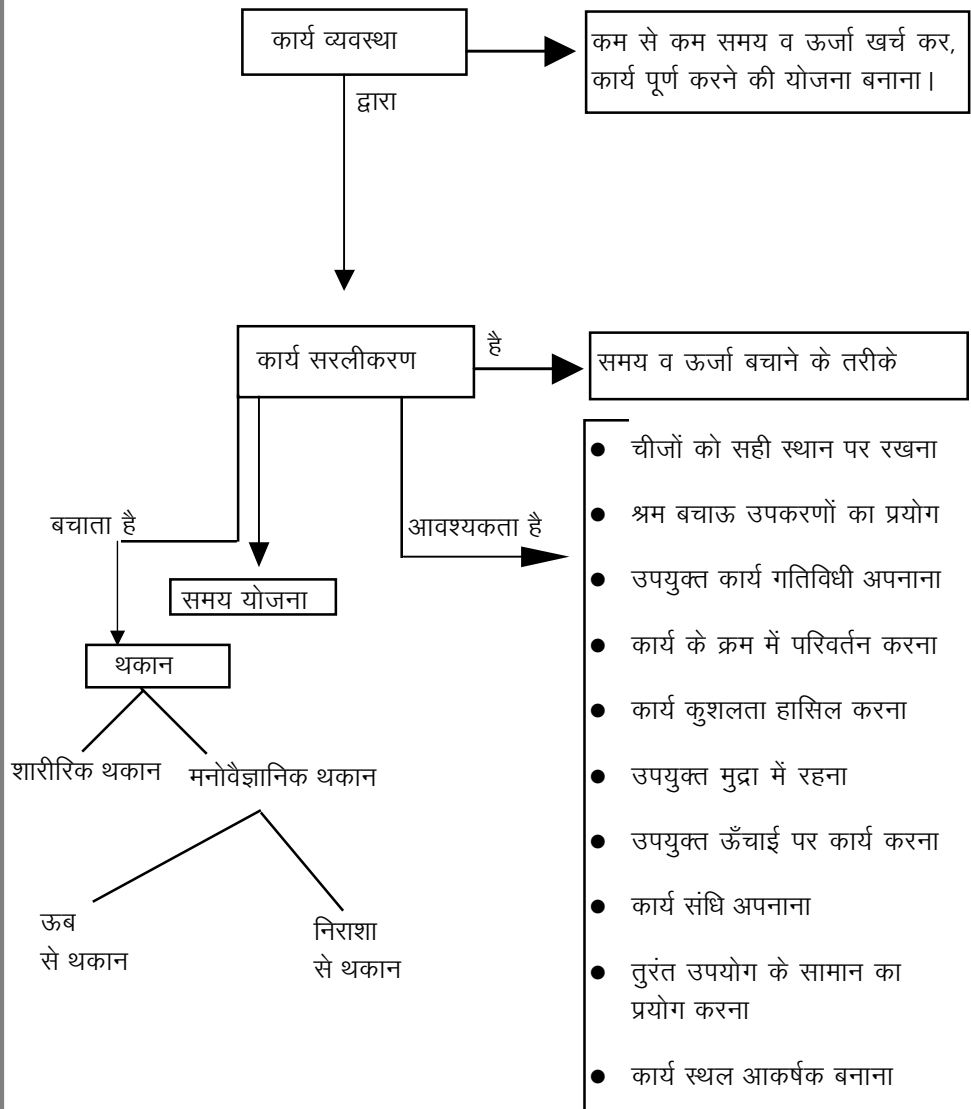 कार्य व्यवस्था
कम से कम समय व ऊर्जा खर्च कर,
कार्य पूर्ण करने की योजना बनाना।
द्वारा
कार्य सरलीकरण
है
समय व ऊर्जा बचाने के तरीके
बचाता है
समय योजना
आवश्यकता है
थकान
शारीरिक थकान
मनोवैज्ञानिक थकान
ऊब
से थकान
निराशा
से थकान
● चीजों को सही स्थान पर रखना
● श्रम बचाऊ उपकरणों का प्रयोग
● उपयुक्त कार्य गतिविधी अपनाना
● कार्य के क्रम में परिवर्तन करना
● कार्य कुशलता हासिल करना
● उपयुक्त मुद्रा में रहना
● उपयुक्त ऊँचाई पर कार्य करना
● कार्य संधि अपनाना
● तुरंत उपयोग के सामान का
प्रयोग करना
● कार्य स्थल आकर्षक बनाना